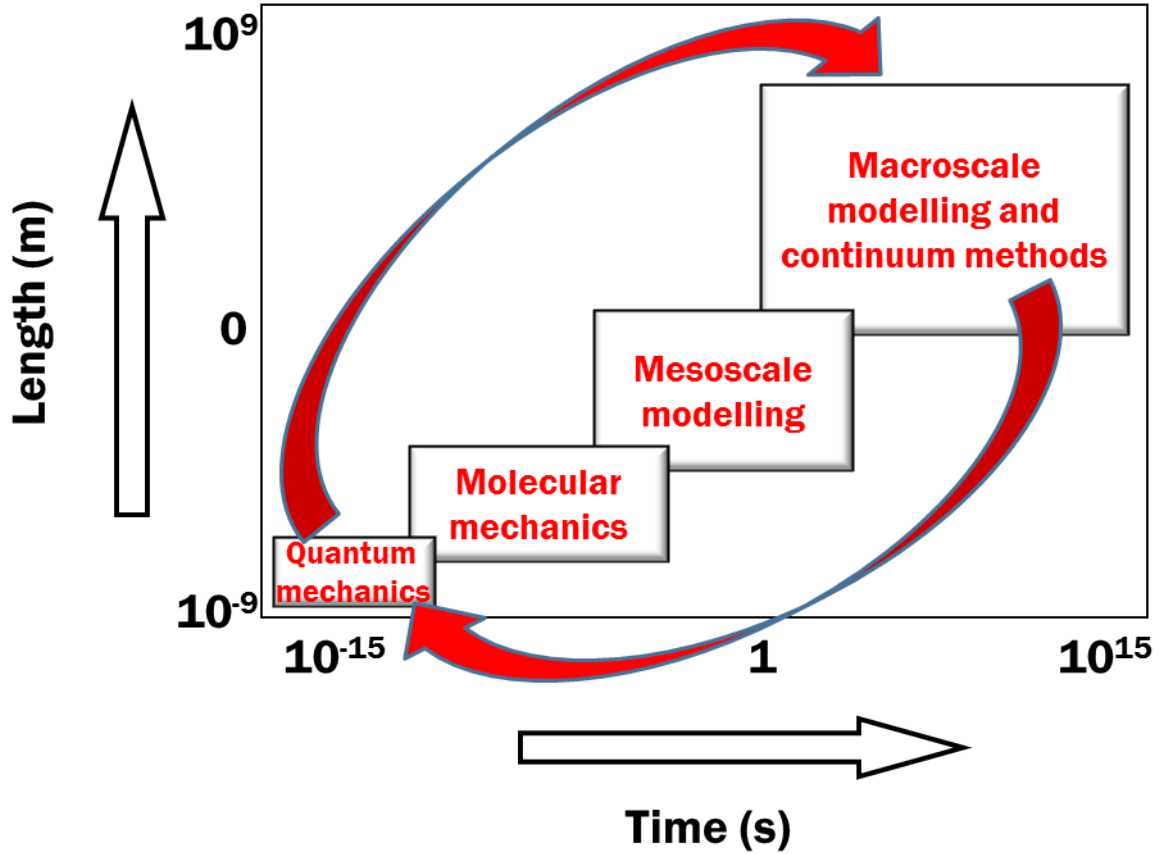 10⁹
Macroscale
modelling and
continuum methods
Length (m)
0
Mesoscale
modelling
Molecular
mechanics
Quantum
mechanics
10⁻⁹
10⁻¹⁵
1
10¹⁵
Time (s)